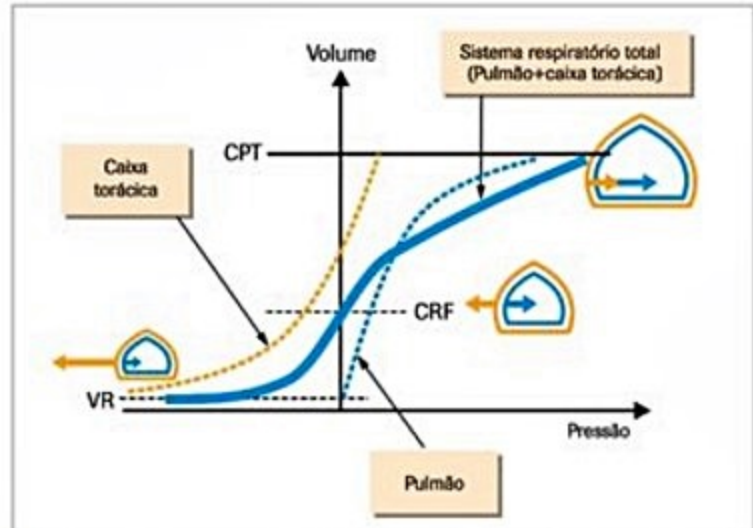 Volume
Sistema respiratório total
(Pulmão+caixa torácica)
CPT
Caixa
torácica
CRF
VR
Pressão
Pulmão